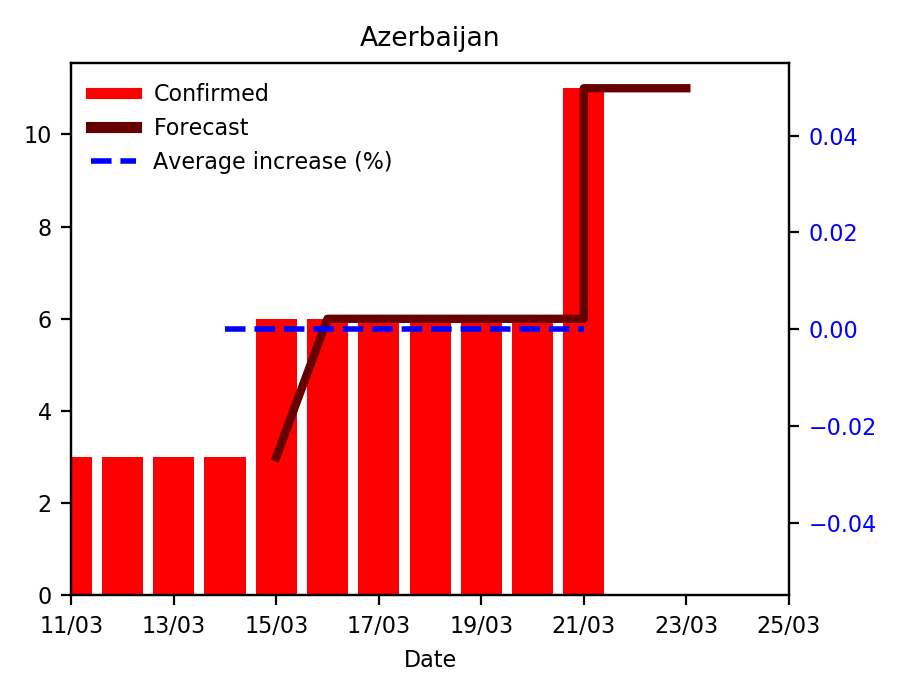 Azerbaijan
Confirmed
Forecast
Average increase (%)
10
8
6
4
2
0
0.04
0.02
0.00
−0.02
−0.04
11/03 13/03 15/03 17/03 19/03 21/03 23/03 25/03
Date